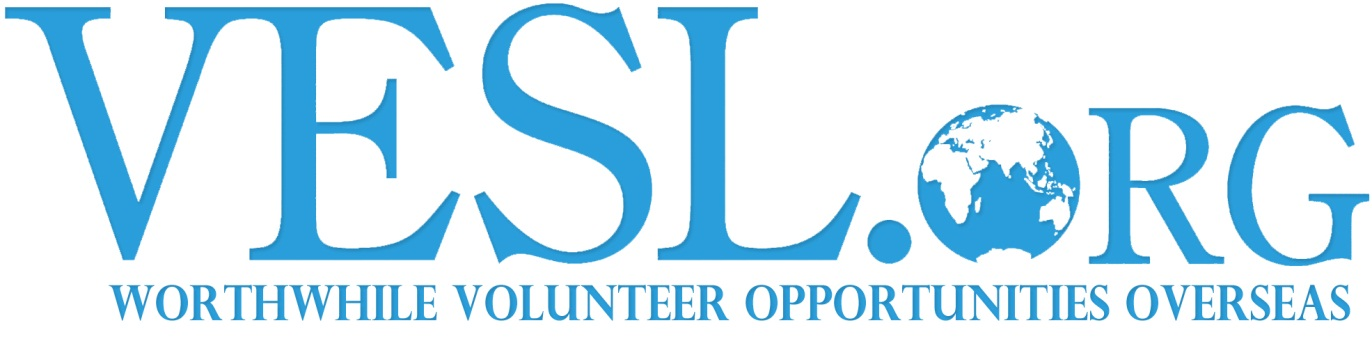 VESL.ORG
WORTHWHILE VOLUNTEER OPPORTUNITIES OVERSEAS